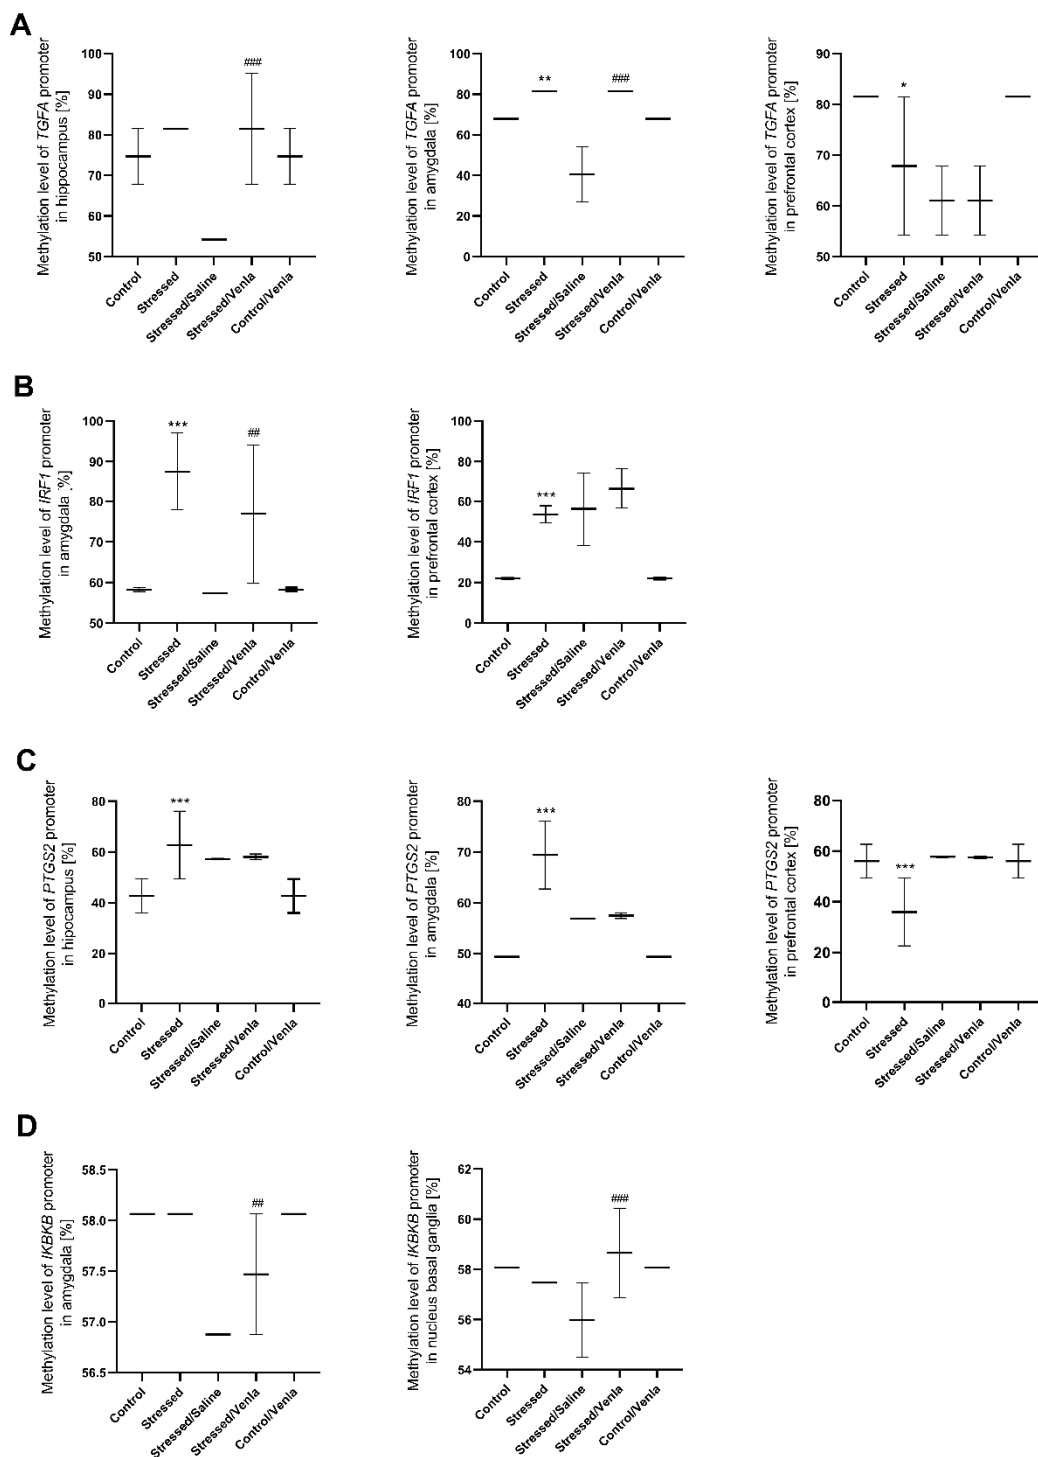 A
Methylation level of TGFA promoter
in hippocampus [%]
100
90
80
70
60
50
###
Control
Stressed
Stressed/Saline
Stressed/Venla
Control/Venla
Methylation level of TGFA promoter
in amygdala [%]
100
80
60
40
20
0
**
###
Control
Stressed
Stressed/Saline
Stressed/Venla
Control/Venla
Methylation level of TGFA promoter
in prefrontal cortex [%]
90
80
70
60
50
*
Control
Stressed
Stressed/Saline
Stressed/Venla
Control/Venla
B
Methylation level of IRF1 promoter
in amygdala [%]
100
90
80
70
60
50
***
##
Control
Stressed
Stressed/Saline
Stressed/Venla
Control/Venla
Methylation level of IRF1 promoter
in prefrontal cortex [%]
100
80
60
40
20
0
***
Control
Stressed
Stressed/Saline
Stressed/Venla
Control/Venla
C
Methylation level of PTGS2 promoter
in hipocampus [%]
80
60
40
20
0
***
Control
Stressed
Stressed/Saline
Stressed/Venla
Control/Venla
Methylation level of PTGS2 promoter
in amygdala [%]
80
70
60
50
40
***
Control
Stressed
Stressed/Saline
Stressed/Venla
Control/Venla
Methylation level of PTGS2 promoter
in prefrontal cortex [%]
80
60
40
20
0
***
Control
Stressed
Stressed/Saline
Stressed/Venla
Control/Venla
D
Methylation level of IKBKB promoter
in amygdala [%]
58.5
58.0
57.5
57.0
56.5
##
Control
Stressed
Stressed/Saline
Stressed/Venla
Control/Venla
Methylation level of IKBKB promoter
in nucleus basal ganglia [%]
62
60
58
56
54
###
Control
Stressed
Stressed/Saline
Stressed/Venla
Control/Venla